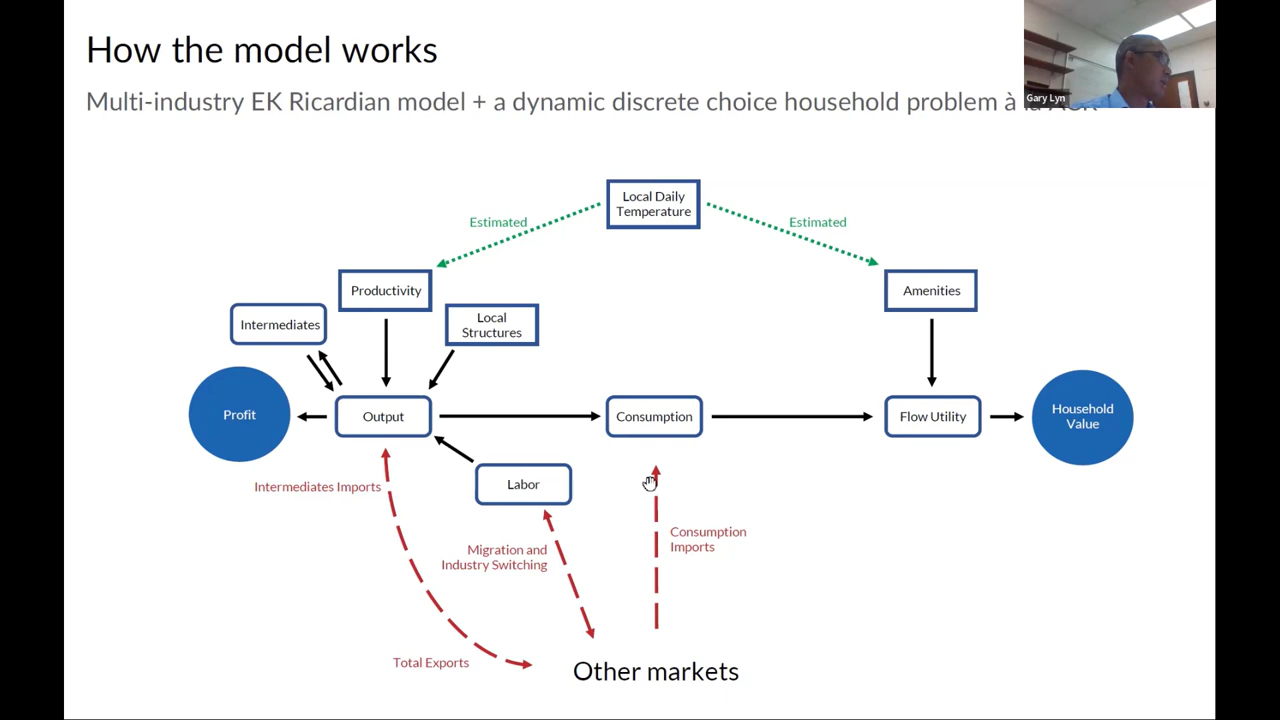 How the model works
Gary Lyn
Multi-industry EK Ricardian model + a dynamic discrete choice household problem à
Local Daily
Temperature
Estimated
Estimated
Productivity
Amenities
Intermediates
Local
Structures
Profit
Output
Consumption
Flow Utility
Household
Value
Labor
Intermediates Imports
Consumption
Imports
Migration and
Industry Switching
Total Exports
Other markets